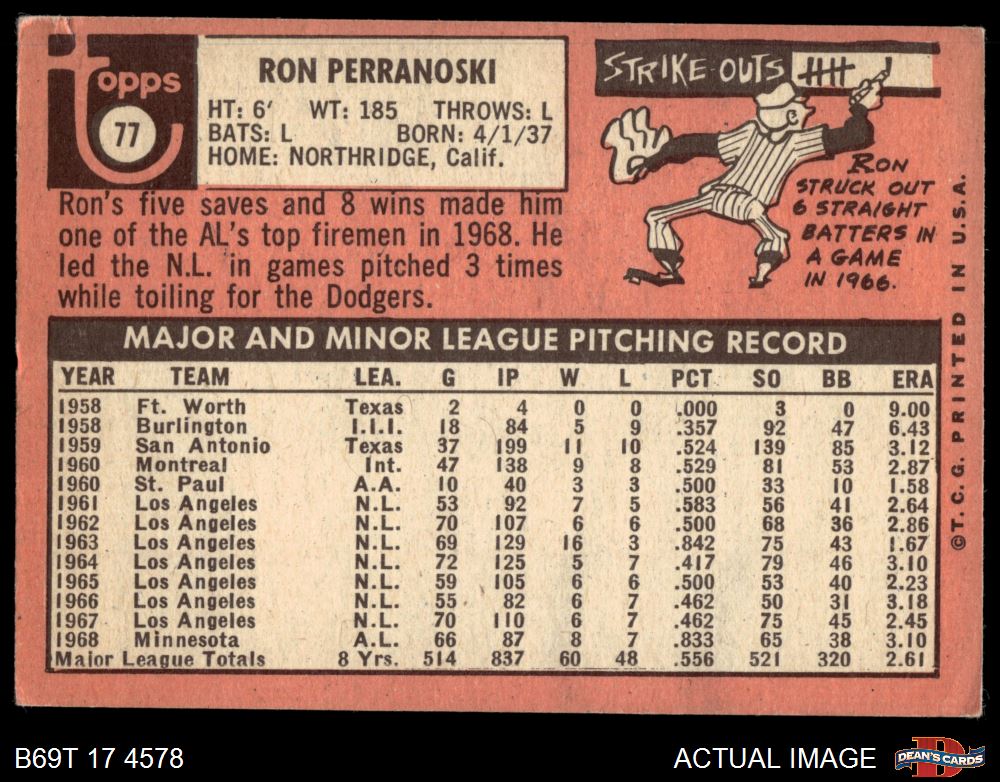 Topps
77
RON PERRANOSKI
HT: 6' WT: 185 THROWS: L
BATS: L BORN: 4/1/37
HOME: NORTHRIDGE, Calif.
Ron's five saves and 8 wins made him
one of the AL's top firemen in 1968. He
led the N.L. in games pitched 3 times
while toiling for the Dodgers.
STRIKE-OUTS
C
RON
STRUCK OUT
6 STRAIGHT
BATTERS IN
A GAME
IN 1966.
MAJOR AND MINOR LEAGUE PITCHING RECORD
YEAR TEAM LEA. G IP W L PCT SO BB ERA
1958 Ft. Worth Texas 2 4 0 0 .000 3 0 9.00
1958 Burlington I.I.I. 18 84 5 9 .357 92 47 6.43
1959 San Antonio Texas 37 199 11 10 .524 139 85 3.12
1960 Montreal Int. 47 138 9 8 .529 81 53 2.87
1960 St. Paul A.A. 10 40 3 3 .500 33 10 1.58
1961 Los Angeles N.L. 53 92 7 5 .583 56 41 2.64
1962 Los Angeles N.L. 70 107 6 6 .500 68 36 2.86
1963 Los Angeles N.L. 69 129 16 3 .842 75 43 1.67
1964 Los Angeles N.L. 72 125 5 7 .417 79 46 3.10
1965 Los Angeles N.L. 59 105 6 6 .500 53 40 2.23
1966 Los Angeles N.L. 55 82 6 7 .462 50 31 3.18
1967 Los Angeles N.L. 70 110 6 7 .462 75 45 2.45
1968 Minnesota A.L. 66 87 8 7 .833 65 38 3.10
Major League Totals 8 Yrs. 514 837 60 48 .556 521 320 2.61
©T.C.G. PRINTED IN U.S.A.
B69T 17 4578
ACTUAL IMAGE
D
DEAN'S CARDS